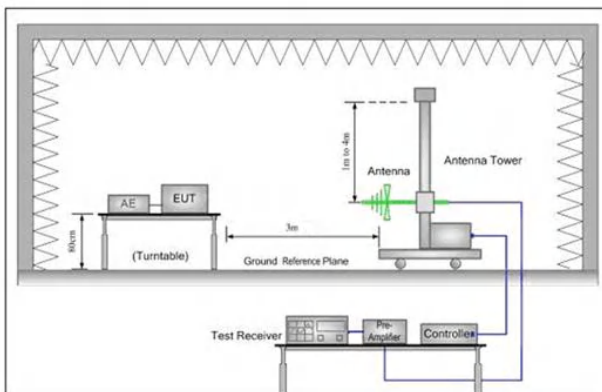 1m to 4m
Antenna
Antenna Tower
AE
EUT
80cm
(Turntable)
3m
Ground Reference Plane
Test Receiver
Pre-
Amplifier
Controller